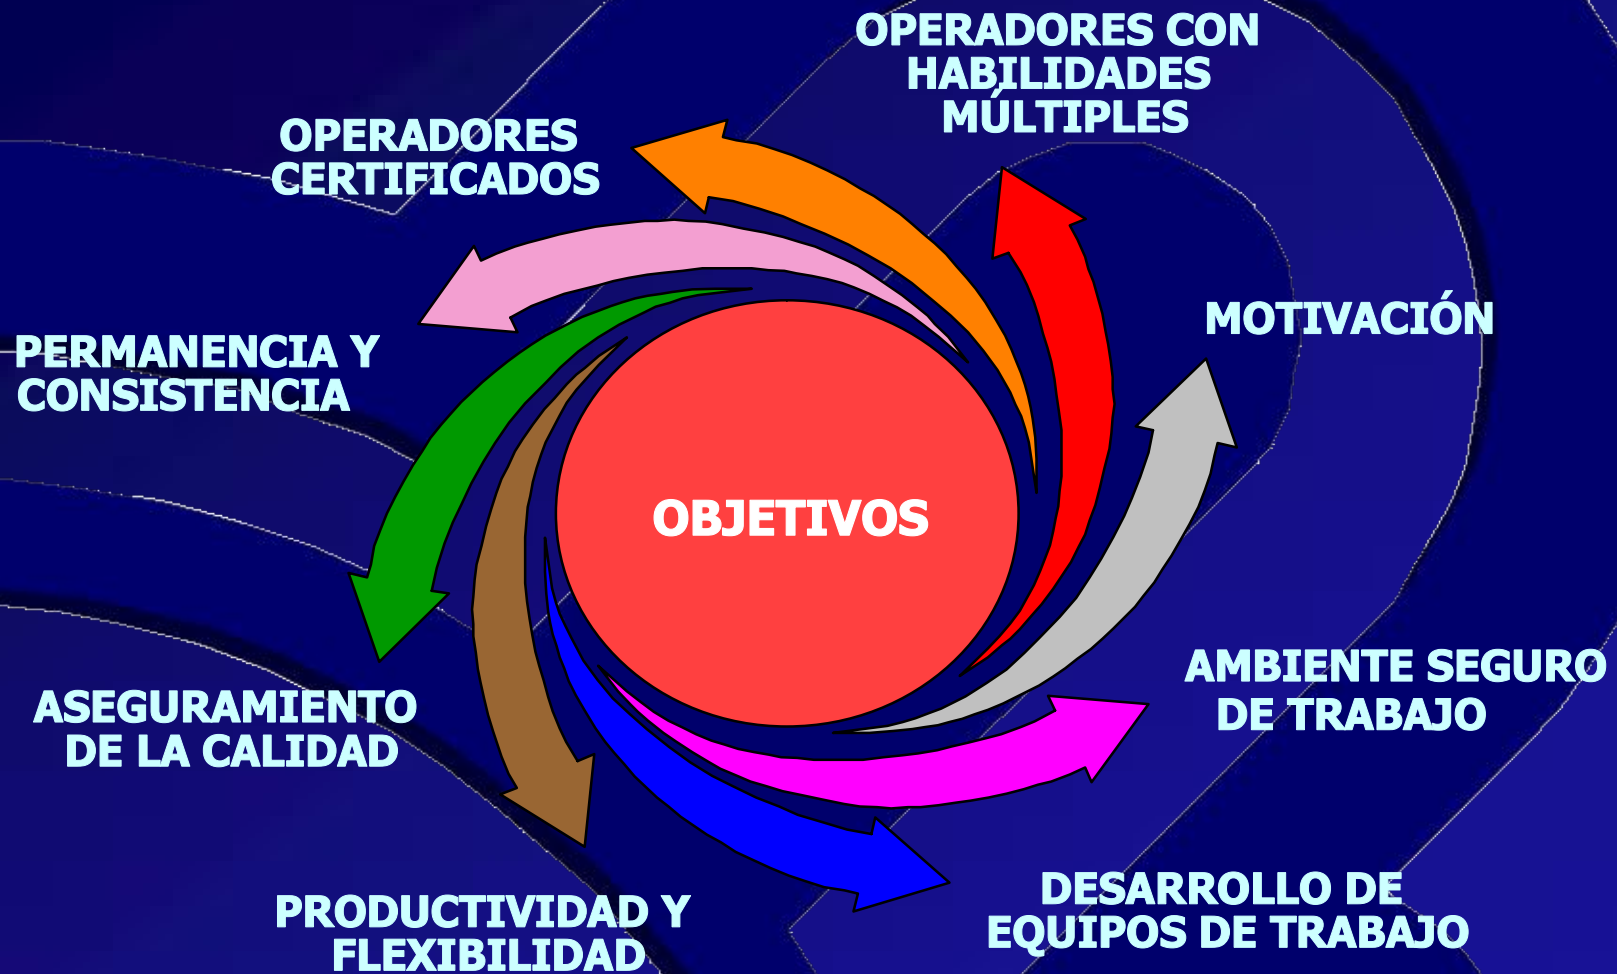 OPERADORES CON
HABILIDADES
MÚLTIPLES
OPERADORES
CERTIFICADOS
MOTIVACIÓN
PERMANENCIA Y
CONSISTENCIA
OBJETIVOS
AMBIENTE SEGURO
DE TRABAJO
ASEGURAMIENTO
DE LA CALIDAD
DESARROLLO DE
EQUIPOS DE TRABAJO
PRODUCTIVIDAD Y
FLEXIBILIDAD